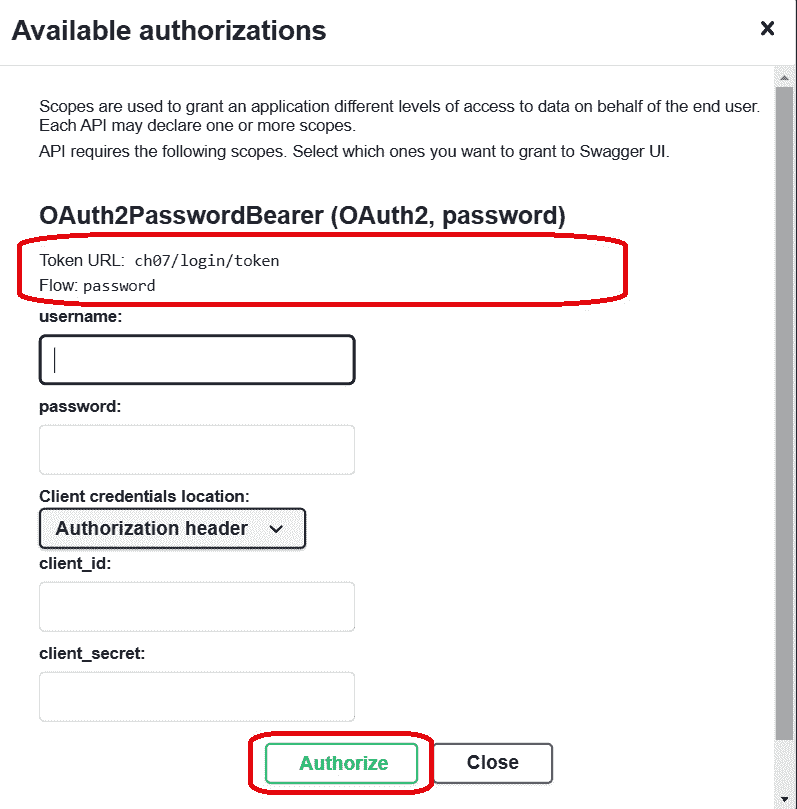 Available authorizations
Scopes are used to grant an application different levels of access to data on behalf of the end user.
Each API may declare one or more scopes.
API requires the following scopes. Select which ones you want to grant to Swagger UI.
OAuth2PasswordBearer (OAuth2, password)
Token URL: ch07/login/token
Flow: password
username:
password:
Client credentials location:
Authorization header
client_id:
client_secret:
Authorize Close